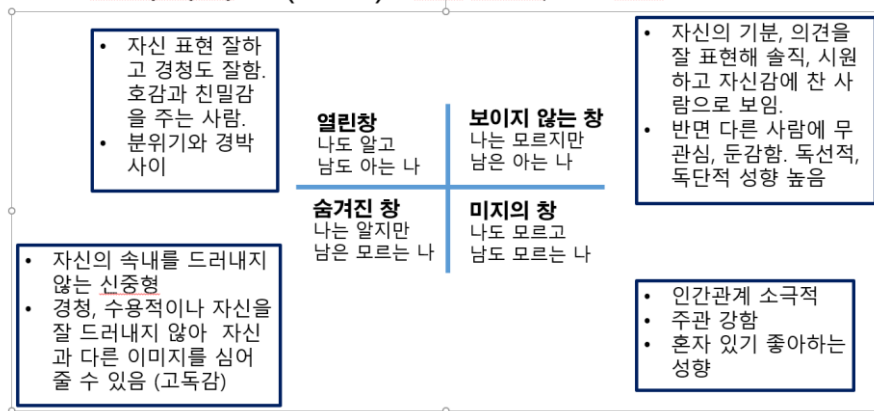 • 자신 표현 잘하
고 경청도 잘함.
호감과 친밀감
을 주는 사람.
• 분위기와 경박
사이
열린창
나도 알고
남도 아는 나
보이지 않는 창
나는 모르지만
남은 아는 나
• 자신의 기분, 의견을
잘 표현해 솔직, 시원
하고 자신감에 찬 사
람으로 보임.
• 반면 다른 사람에 무
관심, 둔감함. 독선적,
독단적 성향 높음
숨겨진 창
나는 알지만
남은 모르는 나
미지의 창
나도 모르고
남도 모르는 나
• 자신의 속내를 드러내지
않는 신중형
• 경청, 수용적이나 자신을
잘 드러내지 않아 자신
과 다른 이미지를 심어
줄 수 있음 (고독감)
• 인간관계 소극적
• 주관 강함
• 혼자 있기 좋아하는
성향